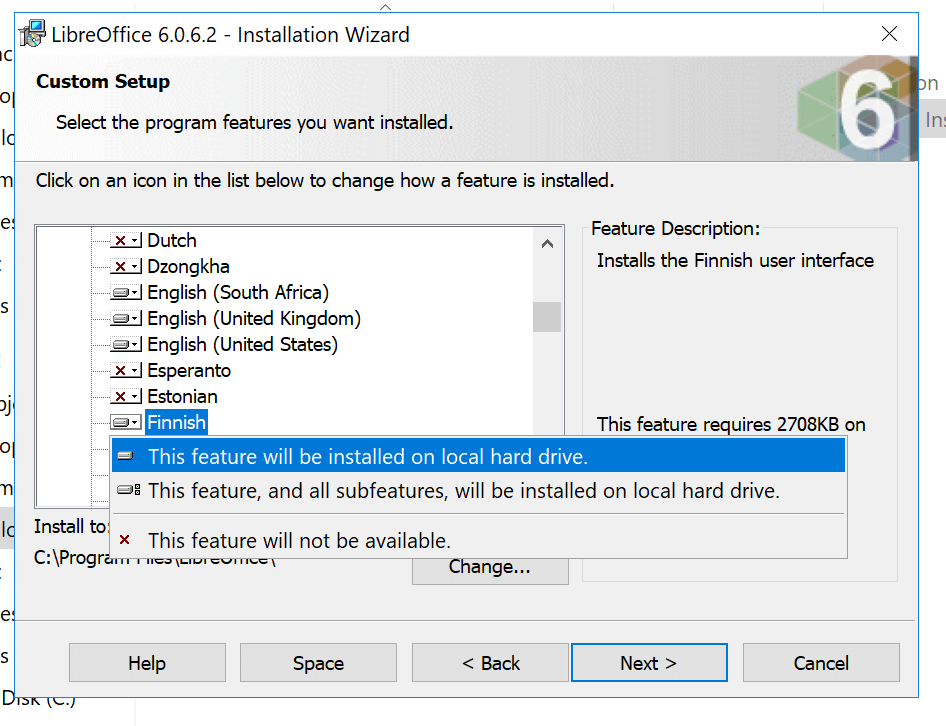 LibreOffice 6.0.6.2 - Installation Wizard
Custom Setup
Select the program features you want installed.
6
Click on an icon in the list below to change how a feature is installed.
Dutch
Dzongkha
English (South Africa)
English (United Kingdom)
English (United States)
Esperanto
Estonian
Finnish
Feature Description:
Installs the Finnish user interface
This feature requires 2708KB on
This feature will be installed on local hard drive.
This feature, and all subfeatures, will be installed on local hard drive.
This feature will not be available.
Install to:
C:\Program Files\LibreOffice\
Change...
Help
Space
< Back
Next >
Cancel
Disk (C:)